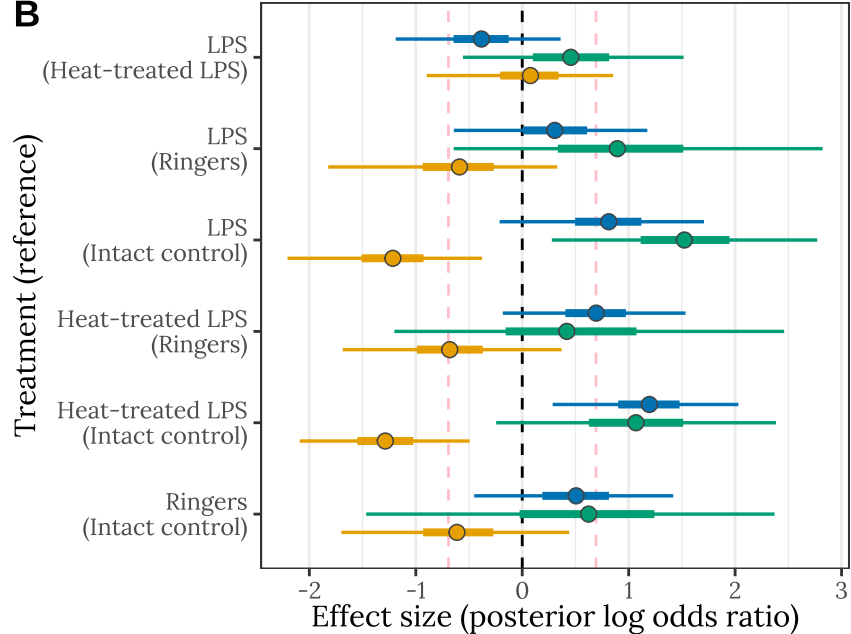 B
Treatment (reference)
LPS
(Heat-treated LPS)
LPS
(Ringers)
LPS
(Intact control)
Heat-treated LPS
(Ringers)
Heat-treated LPS
(Intact control)
Ringers
(Intact control)
-2 -1 0 1 2 3
Effect size (posterior log odds ratio)